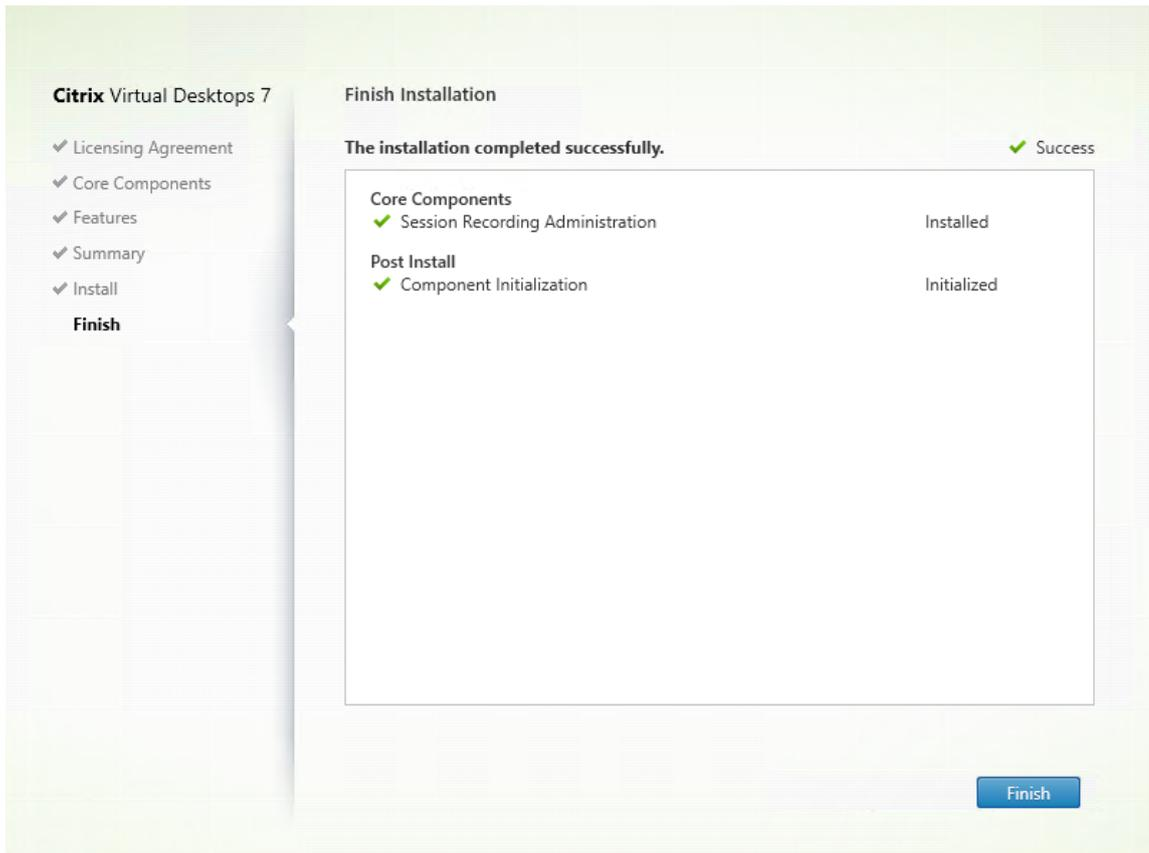 Citrix Virtual Desktops 7
Licensing Agreement
Core Components
Features
Summary
Install
Finish
Finish Installation
The installation completed successfully.
Success
Core Components
Session Recording Administration
Installed
Post Install
Component Initialization
Initialized
Finish